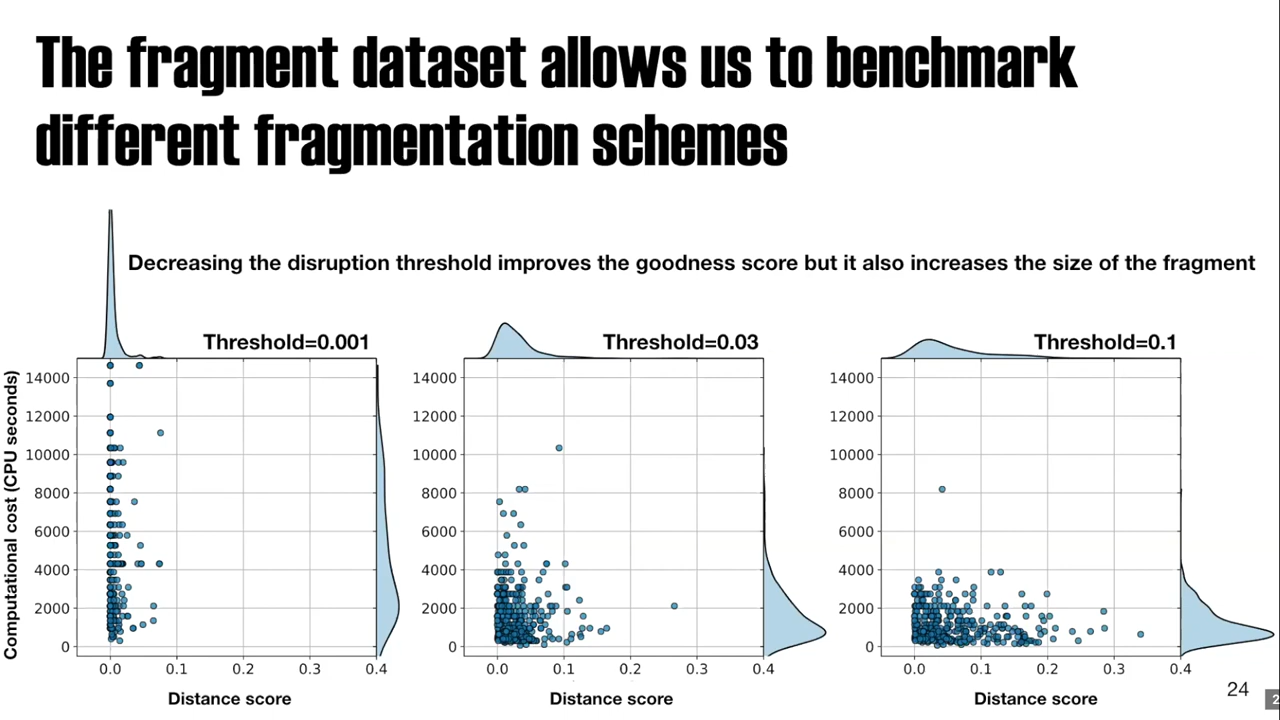 The fragment dataset allows us to benchmark
different fragmentation schemes
Decreasing the disruption threshold improves the goodness score but it also increases the size of the fragment
Threshold=0.001
Threshold=0.03
Threshold=0.1
Computational cost (CPU seconds)
14000
12000
10000
8000
6000
4000
2000
0
0.0 0.1 0.2 0.3 0.4
Distance score
14000
12000
10000
8000
6000
4000
2000
0
0.0 0.1 0.2 0.3 0.4
Distance score
14000
12000
10000
8000
6000
4000
2000
0
0.0 0.1 0.2 0.3 0.4
Distance score
24
2